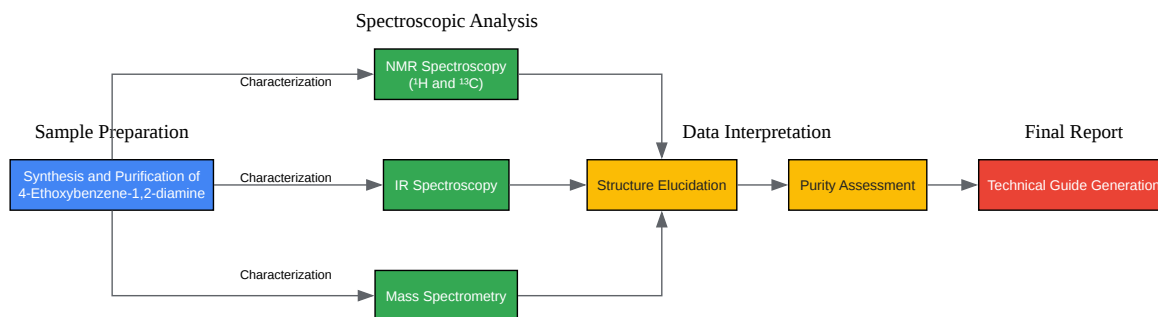 Spectroscopic Analysis
NMR Spectroscopy
(¹H and ¹³C)
Characterization
Sample Preparation
Data Interpretation
Final Report
Synthesis and Purification of
4-Ethoxybenzene-1,2-diamine
Characterization
IR Spectroscopy
Structure Elucidation
Purity Assessment
Technical Guide Generation
Characterization
Mass Spectrometry